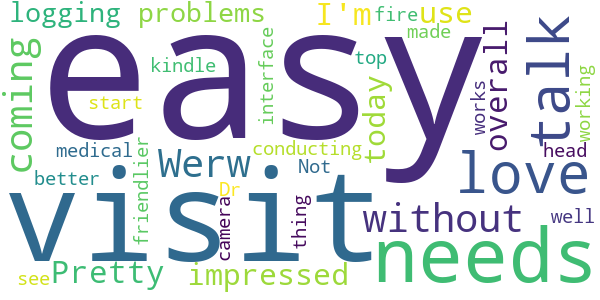 logging problems I'm fire use
made
easy
coming
kindle
interface
top
talk
overall
works
working
start
today
medical
Werw
conducting
Not
love
head
better
friendlier
Dr
camera
thing
without
well
visit
needs
see
Pretty
impressed